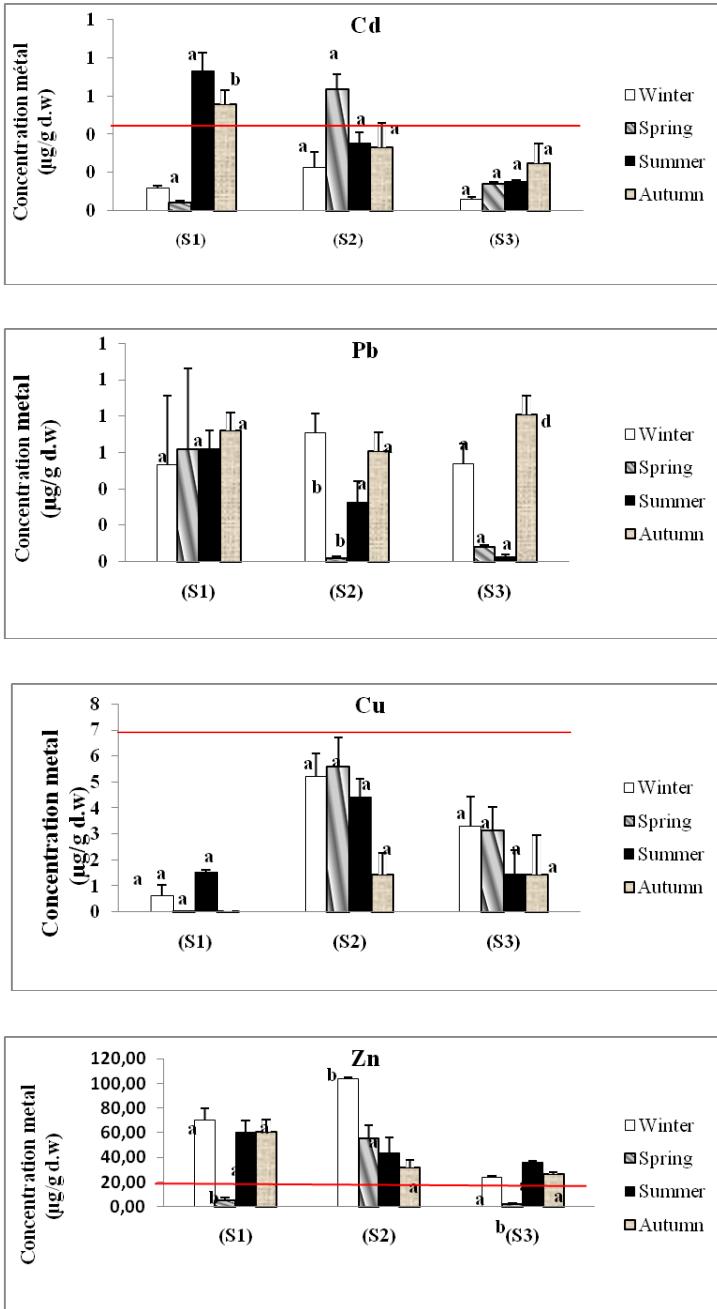 Cd
Concentration métal
(µg/g d.w)
1
1
1
0
0
0
a
b
a
a
a
a
a
a
a
a
a
(S1)
(S2)
(S3)
Winter
Spring
Summer
Autumn
Pb
Concentration metal
(µg/g d.w)
1
1
1
1
0
0
0
a
a
a
b
b
a
a
a
a
a
d
(S1)
(S2)
(S3)
Winter
Spring
Summer
Autumn
Cu
Concentration metal
(µg/g d.w)
8
7
6
5
4
3
2
1
0
a
a
a
a
a
a
a
a
a
a
a
a
(S1)
(S2)
(S3)
Winter
Spring
Summer
Autumn
Zn
Concentration metal
(µg/g d.w)
120,00
100,00
80,00
60,00
40,00
20,00
0,00
a
b
a
a
b
a
a
a
b
a
(S1)
(S2)
(S3)
Winter
Spring
Summer
Autumn